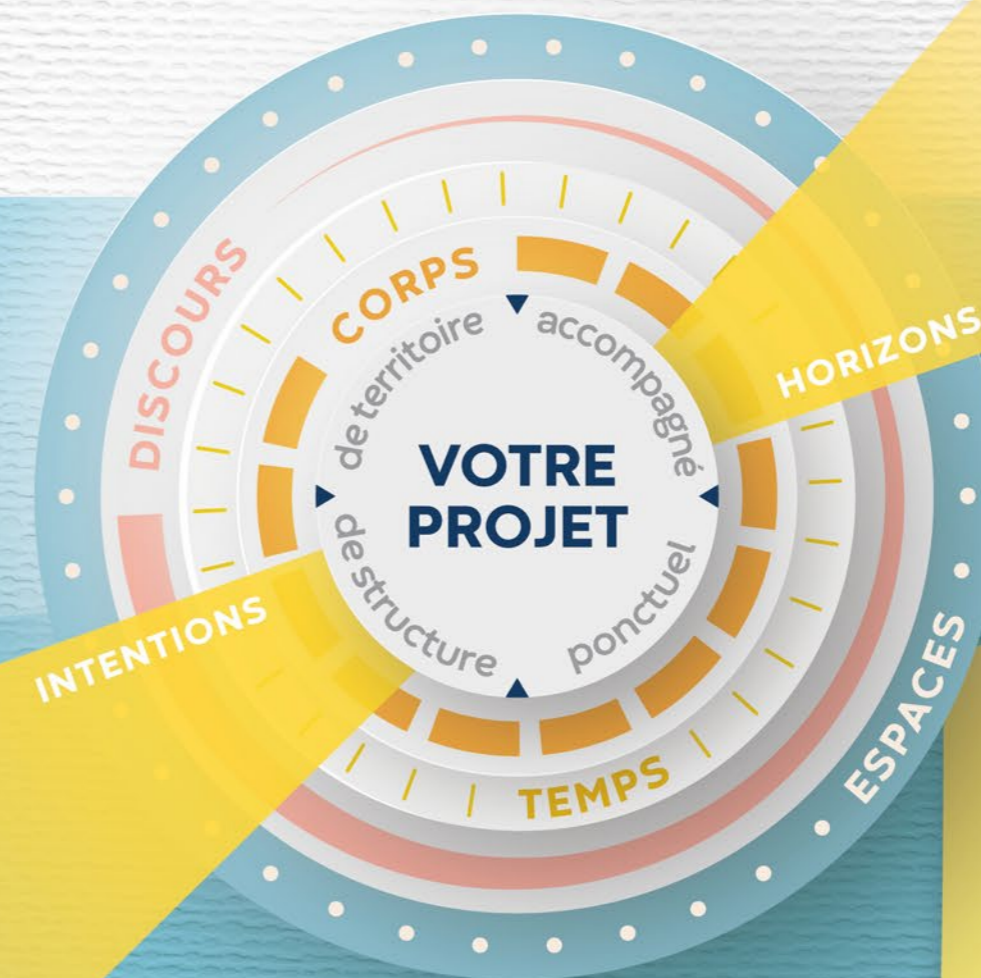 DISCOURS
CORPS
de territoire
accompagné
HORIZONS
VOTRE
PROJET
de structure
ponctuel
INTENTIONS
ESPACES
TEMPS